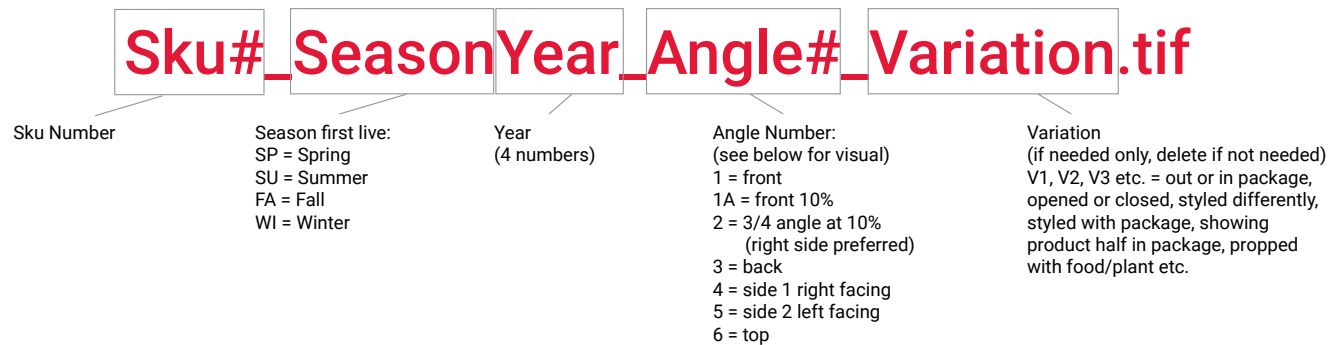 Sku#_SeasonYear_Angle#_Variation.tif
Sku Number
Season first live:
SP = Spring
SU = Summer
FA = Fall
WI = Winter
Year
(4 numbers)
Angle Number:
(see below for visual)
1 = front
1A = front 10%
2 = 3/4 angle at 10%
(right side preferred)
3 = back
4 = side 1 right facing
5 = side 2 left facing
6 = top
Variation
(if needed only, delete if not needed)
V1, V2, V3 etc. = out or in package,
opened or closed, styled differently,
styled with package, showing
product half in package, propped
with food/plant etc.